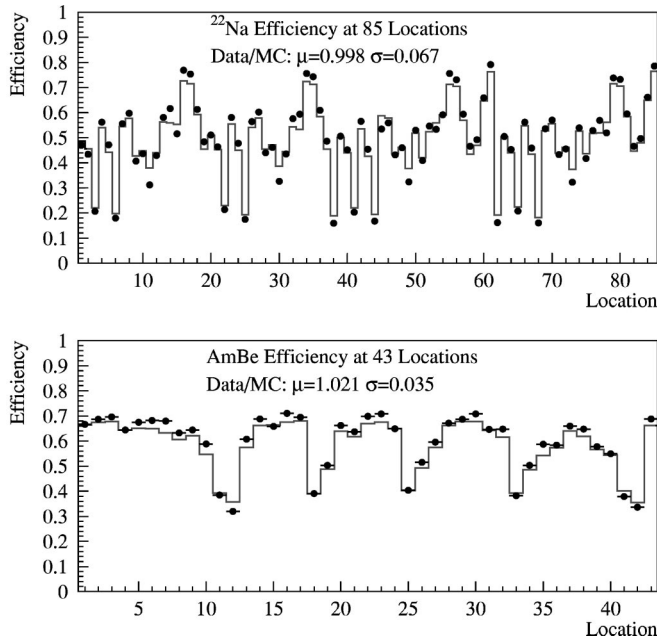 ²²Na Efficiency at 85 Locations
Data/MC: μ=0.998 σ=0.067
Efficiency
1
0.9
0.8
0.7
0.6
0.5
0.4
0.3
0.2
0.1
0
10 20 30 40 50 60 70 80
Location
AmBe Efficiency at 43 Locations
Data/MC: μ=1.021 σ=0.035
Efficiency
1
0.9
0.8
0.7
0.6
0.5
0.4
0.3
0.2
0.1
0
5 10 15 20 25 30 35 40
Location